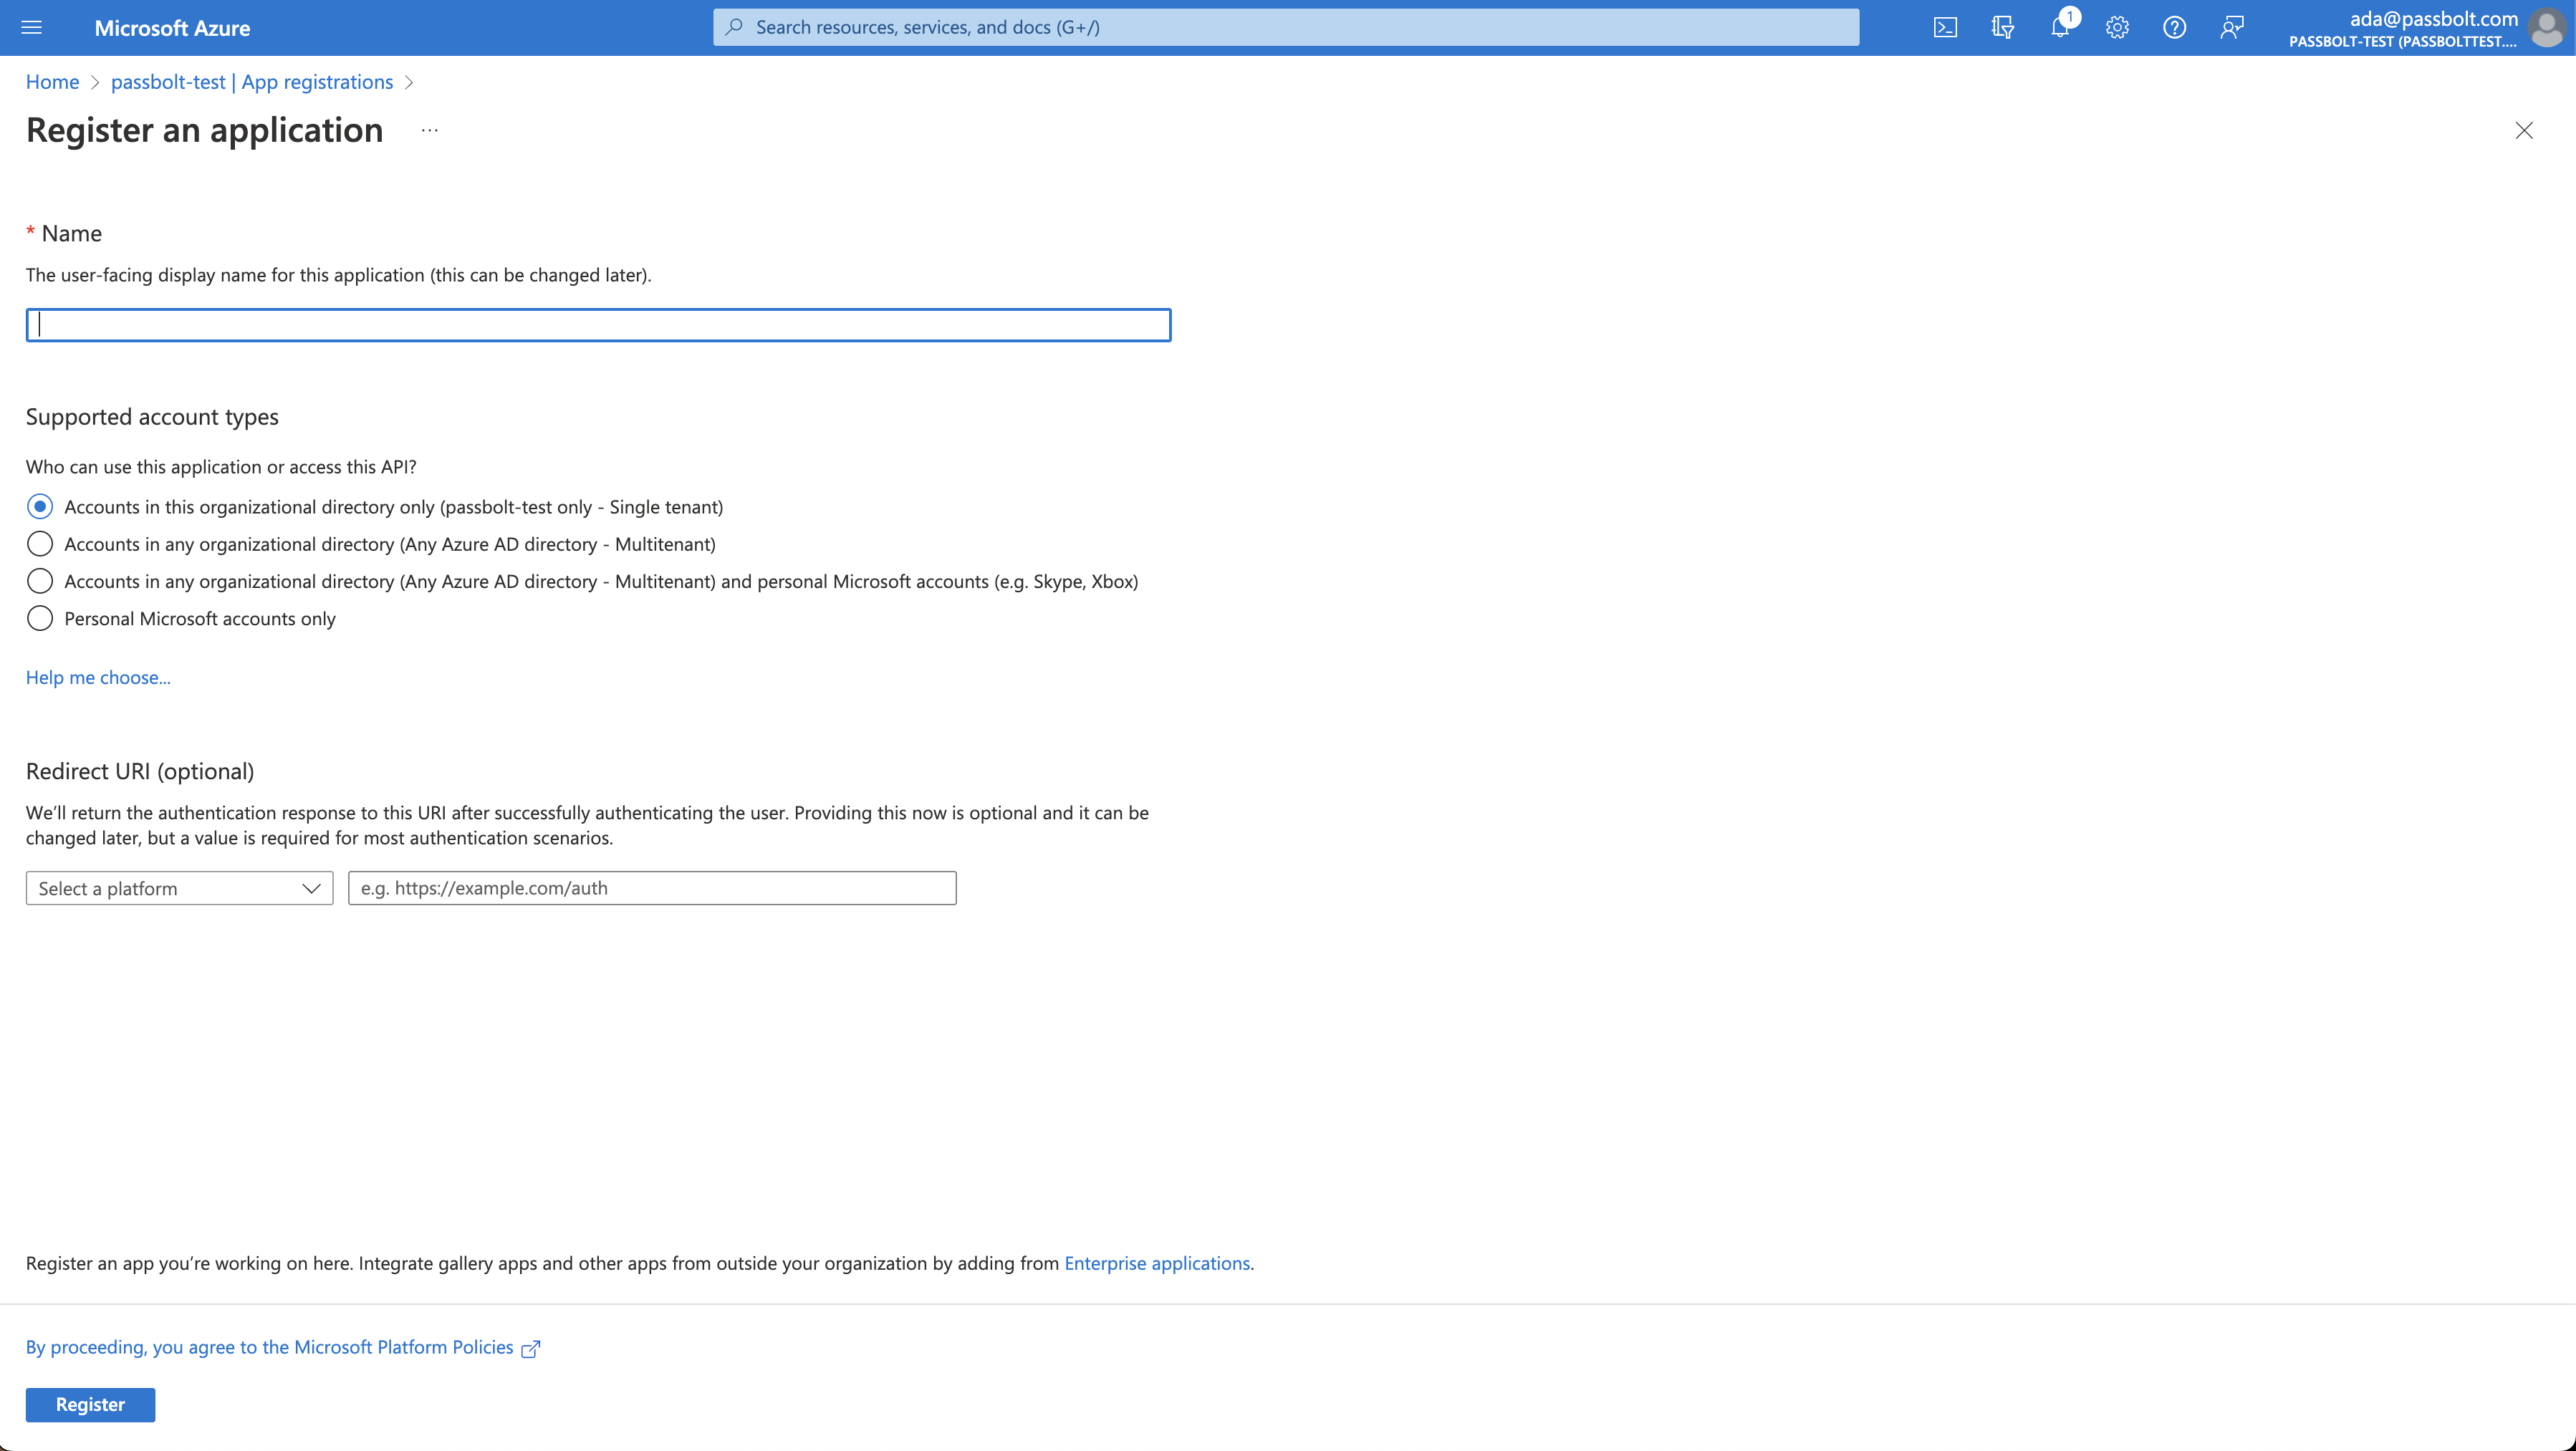 Microsoft Azure
Search resources, services, and docs (G+/)
1
ada@passbolt.com
PASSBOLT-TEST (PASSBOLTTEST....
Home > passbolt-test | App registrations >
Register an application ...
* Name
The user-facing display name for this application (this can be changed later).
Supported account types
Who can use this application or access this API?
Accounts in this organizational directory only (passbolt-test only - Single tenant)
Accounts in any organizational directory (Any Azure AD directory - Multitenant)
Accounts in any organizational directory (Any Azure AD directory - Multitenant) and personal Microsoft accounts (e.g. Skype, Xbox)
Personal Microsoft accounts only
Help me choose...
Redirect URI (optional)
We’ll return the authentication response to this URI after successfully authenticating the user. Providing this now is optional and it can be
changed later, but a value is required for most authentication scenarios.
Select a platform
e.g. https://example.com/auth
Register an app you’re working on here. Integrate gallery apps and other apps from outside your organization by adding from Enterprise applications.
By proceeding, you agree to the Microsoft Platform Policies
Register